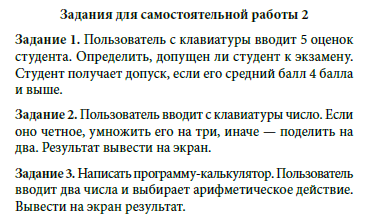 Задания для самостоятельной работы 2
Задание 1. Пользователь с клавиатуры вводит 5 оценок
студента. Определить, допущен ли студент к экзамену.
Студент получает допуск, если его средний балл 4 балла
и выше.
Задание 2. Пользователь вводит с клавиатуры число. Если
оно четное, умножить его на три, иначе — поделить на
два. Результат вывести на экран.
Задание 3. Написать программу-калькулятор. Пользователь
вводит два числа и выбирает арифметическое действие.
Вывести на экран результат.